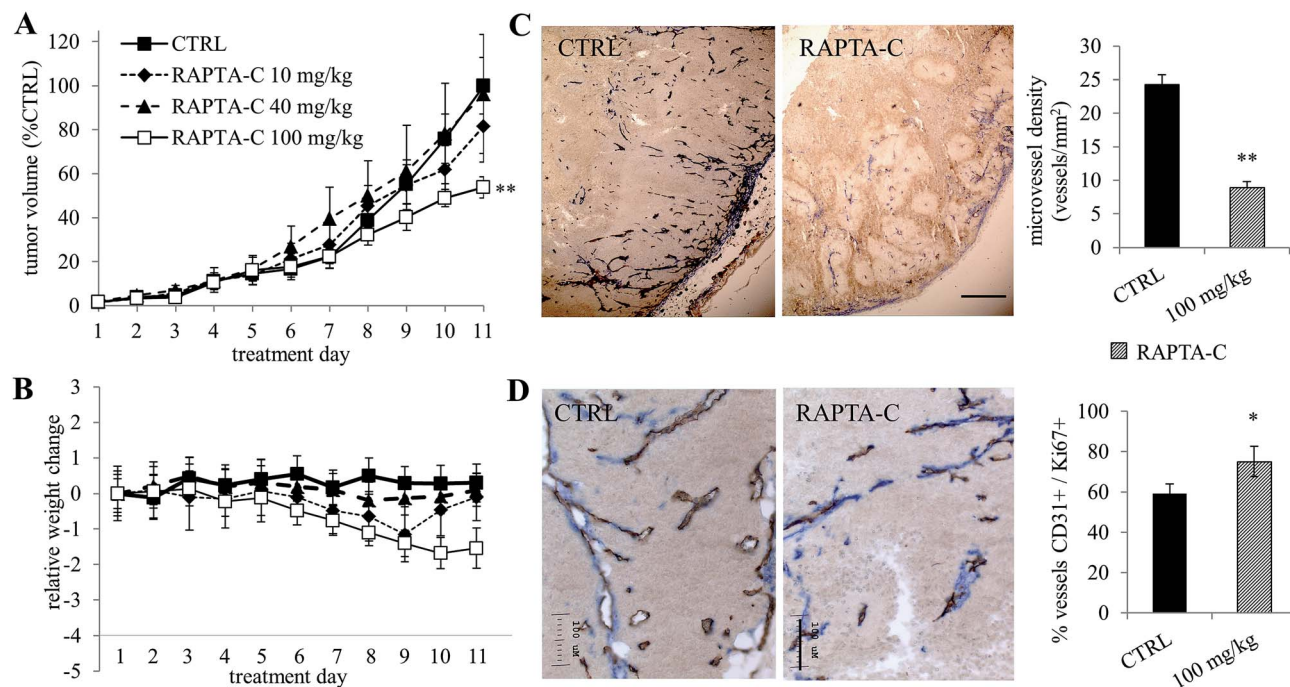 A
120
100
80
60
40
20
0
tumor volume (%CTRL)
CTRL
RAPTA-C 10 mg/kg
RAPTA-C 40 mg/kg
RAPTA-C 100 mg/kg
**
1 2 3 4 5 6 7 8 9 10 11
treatment day
B
3
2
1
0
-1
-2
-3
-4
-5
relative weight change
1 2 3 4 5 6 7 8 9 10 11
treatment day
C
CTRL
RAPTA-C
30
25
20
15
10
5
0
microvessel density
(vessels/mm²)
**
CTRL
100 mg/kg
RAPTA-C
D
CTRL
100 uM
RAPTA-C
100 uM
100
80
60
40
20
0
% vessels CD31+ / Ki67+
*
CTRL
100 mg/kg